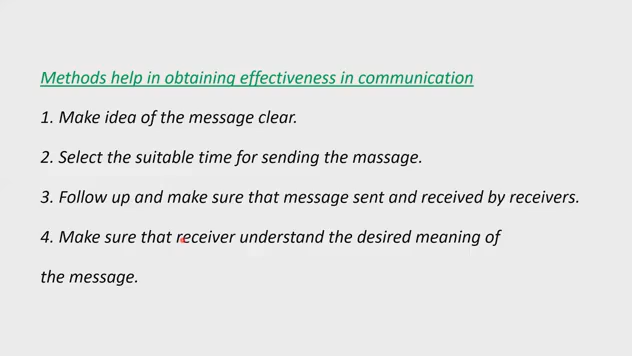 Methods help in obtaining effectiveness in communication
1. Make idea of the message clear.
2. Select the suitable time for sending the massage.
3. Follow up and make sure that message sent and received by receivers.
4. Make sure that receiver understand the desired meaning of
the message.